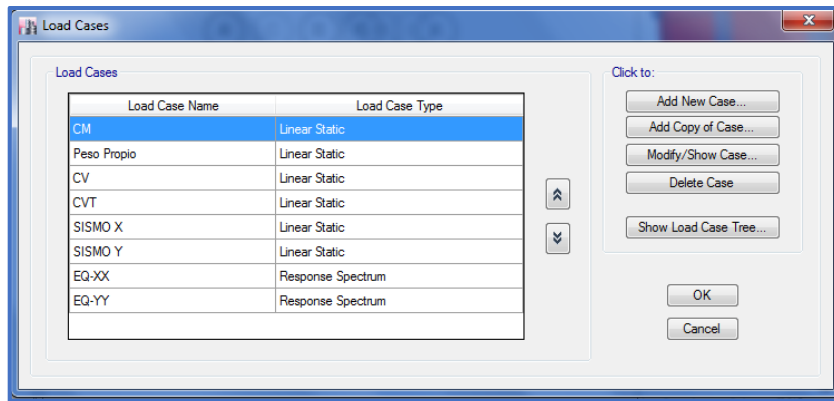 Load Cases
Load Cases
Click to:
Load Case Name Load Case Type
CM Linear Static
Peso Propio Linear Static
CV Linear Static
CVT Linear Static
SISMO X Linear Static
SISMO Y Linear Static
EQ-XX Response Spectrum
EQ-YY Response Spectrum
Add New Case...
Add Copy of Case...
Modify/Show Case...
Delete Case
Show Load Case Tree...
OK
Cancel